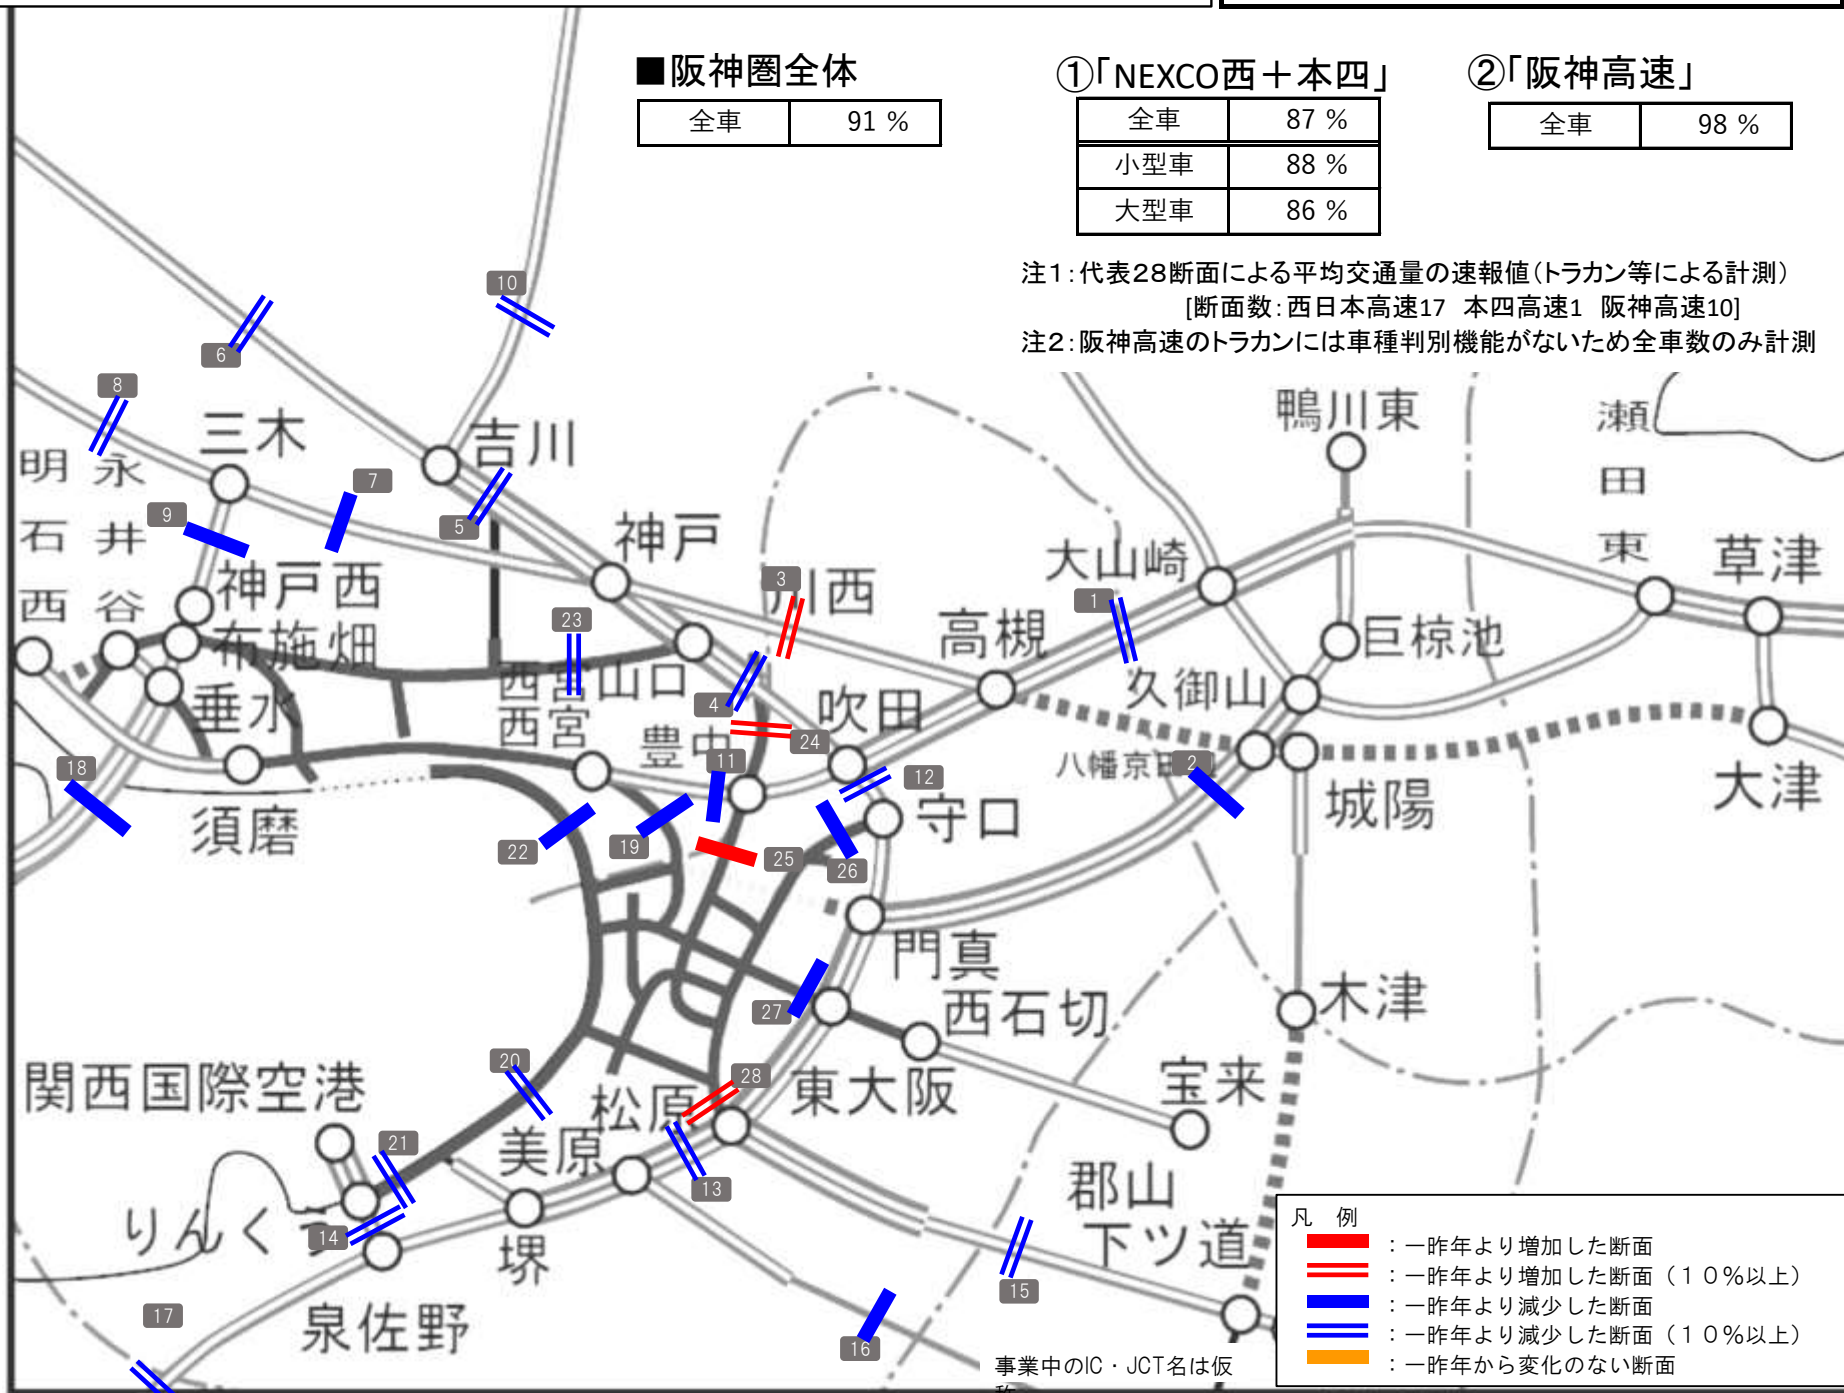 ■阪神圏全体
全車 91 %
①「NEXCO西＋本四」
全車 87 %
小型車 88 %
大型車 86 %
②「阪神高速」
全車 98 %
注1：代表28断面による平均交通量の速報値（トラカン等による計測）
[断面数：西日本高速17 本四高速1 阪神高速10]
注2：阪神高速のトラカンには車種判別機能がないため全車数のみ計測
10
6
8
三木
吉川
鴨川東
瀬田東
明石西
永井谷
7
9
5
神戸
大山崎
草津
3
川西
神戸西
布施畑
23
1
高槻
巨椋池
西宮山口
久御山
4
吹田
垂水
西宮
豊中
24
11
12
八幡京田
2
18
須磨
守口
城陽
大津
22
19
25
26
門真
27
西石切
木津
関西国際空港
20
松原
28
東大阪
宝来
21
美原
13
郡山
下ツ道
りんくう
14
堺
15
17
泉佐野
16
事業中のIC・JCT名は仮
称
凡 例
：一昨年より増加した断面
：一昨年より増加した断面（１０％以上）
：一昨年より減少した断面
：一昨年より減少した断面（１０％以上）
：一昨年から変化のない断面